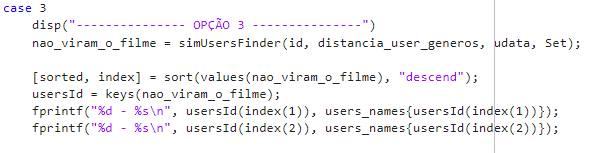 case 3
disp("--------------- OPÇÃO 3 ---------------")
nao_viram_o_filme = simUsersFinder(id, distancia_user_generos, udata, Set);
[sorted, index] = sort(values(nao_viram_o_filme), "descend");
usersId = keys(nao_viram_o_filme);
fprintf("%d - %s\n", usersId(index(1)), users_names{usersId(index(1))});
fprintf("%d - %s\n", usersId(index(2)), users_names{usersId(index(2))});